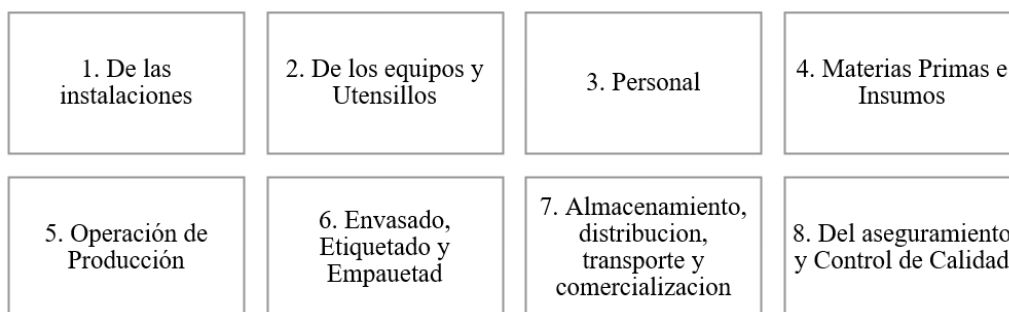 1. De las
instalaciones
2. De los equipos y
Utensillos
3. Personal
4. Materias Primas e
Insumos
5. Operación de
Producción
6. Envasado,
Etiquetado y
Empauetad
7. Almacenamiento,
distribucion,
transporte y
comercializacion
8. Del aseguramiento
y Control de Calidad